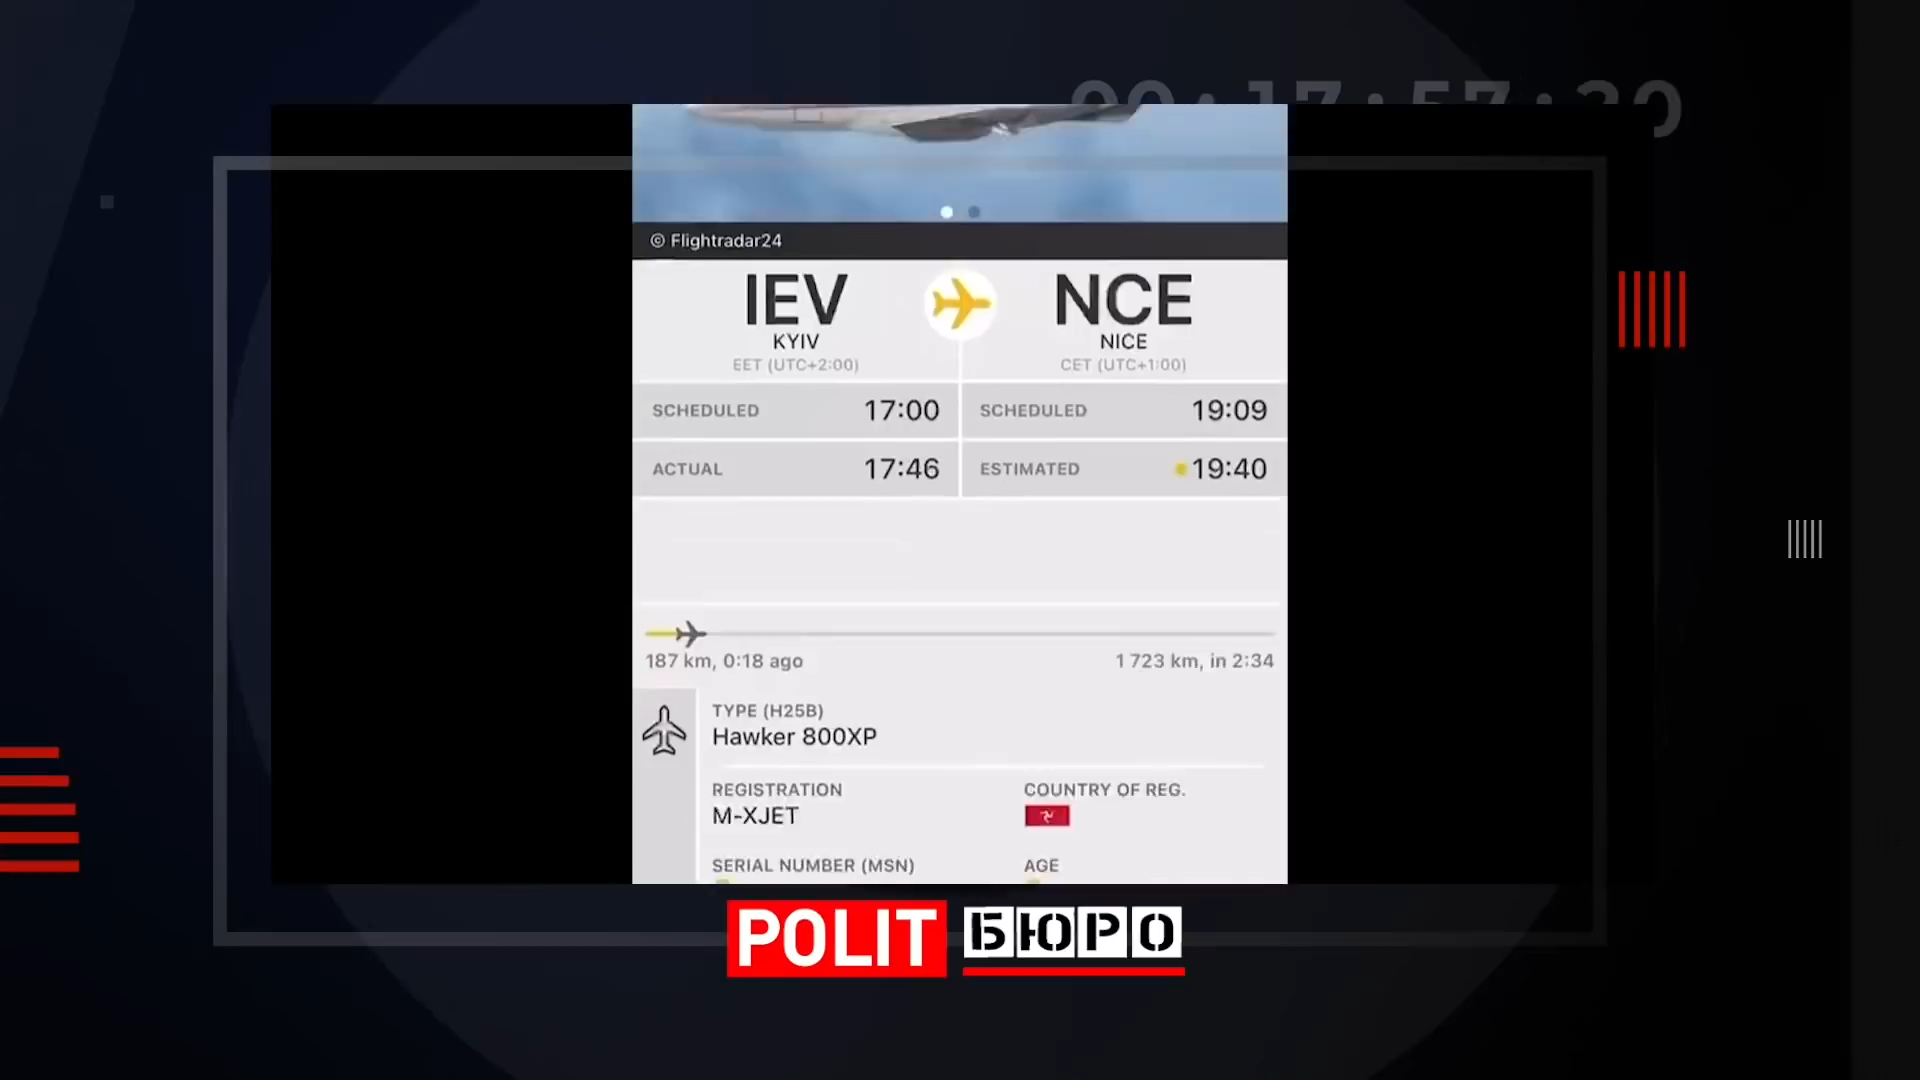 © Flightradar24
IEV NCE
KYIV NICE
EET (UTC+2:00) CET (UTC+1:00)
SCHEDULED 17:00 SCHEDULED 19:09
ACTUAL 17:46 ESTIMATED 19:40
187 km, 0:18 ago 1 723 km, in 2:34
TYPE (H25B)
Hawker 800XP
REGISTRATION COUNTRY OF REG.
M-XJET
SERIAL NUMBER (MSN) AGE
POLIT БЮРО